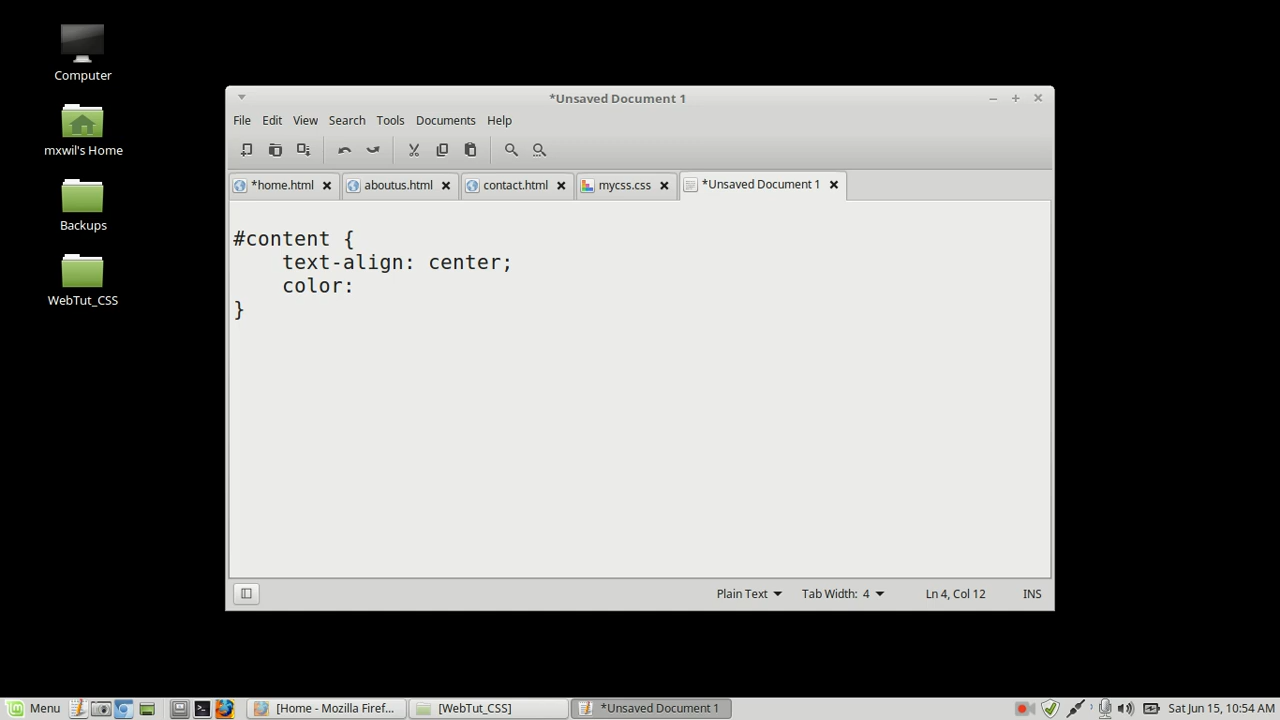 Computer
mxwil's Home
Backups
WebTut_CSS
*Unsaved Document 1
File Edit View Search Tools Documents Help
*home.html aboutus.html contact.html mycss.css *Unsaved Document 1
#content {
    text-align: center;
    color:
}
Plain Text Tab Width: 4 Ln 4, Col 12 INS
Menu [Home - Mozilla Firef... [WebTut_CSS] *Unsaved Document 1 Sat Jun 15, 10:54 AM